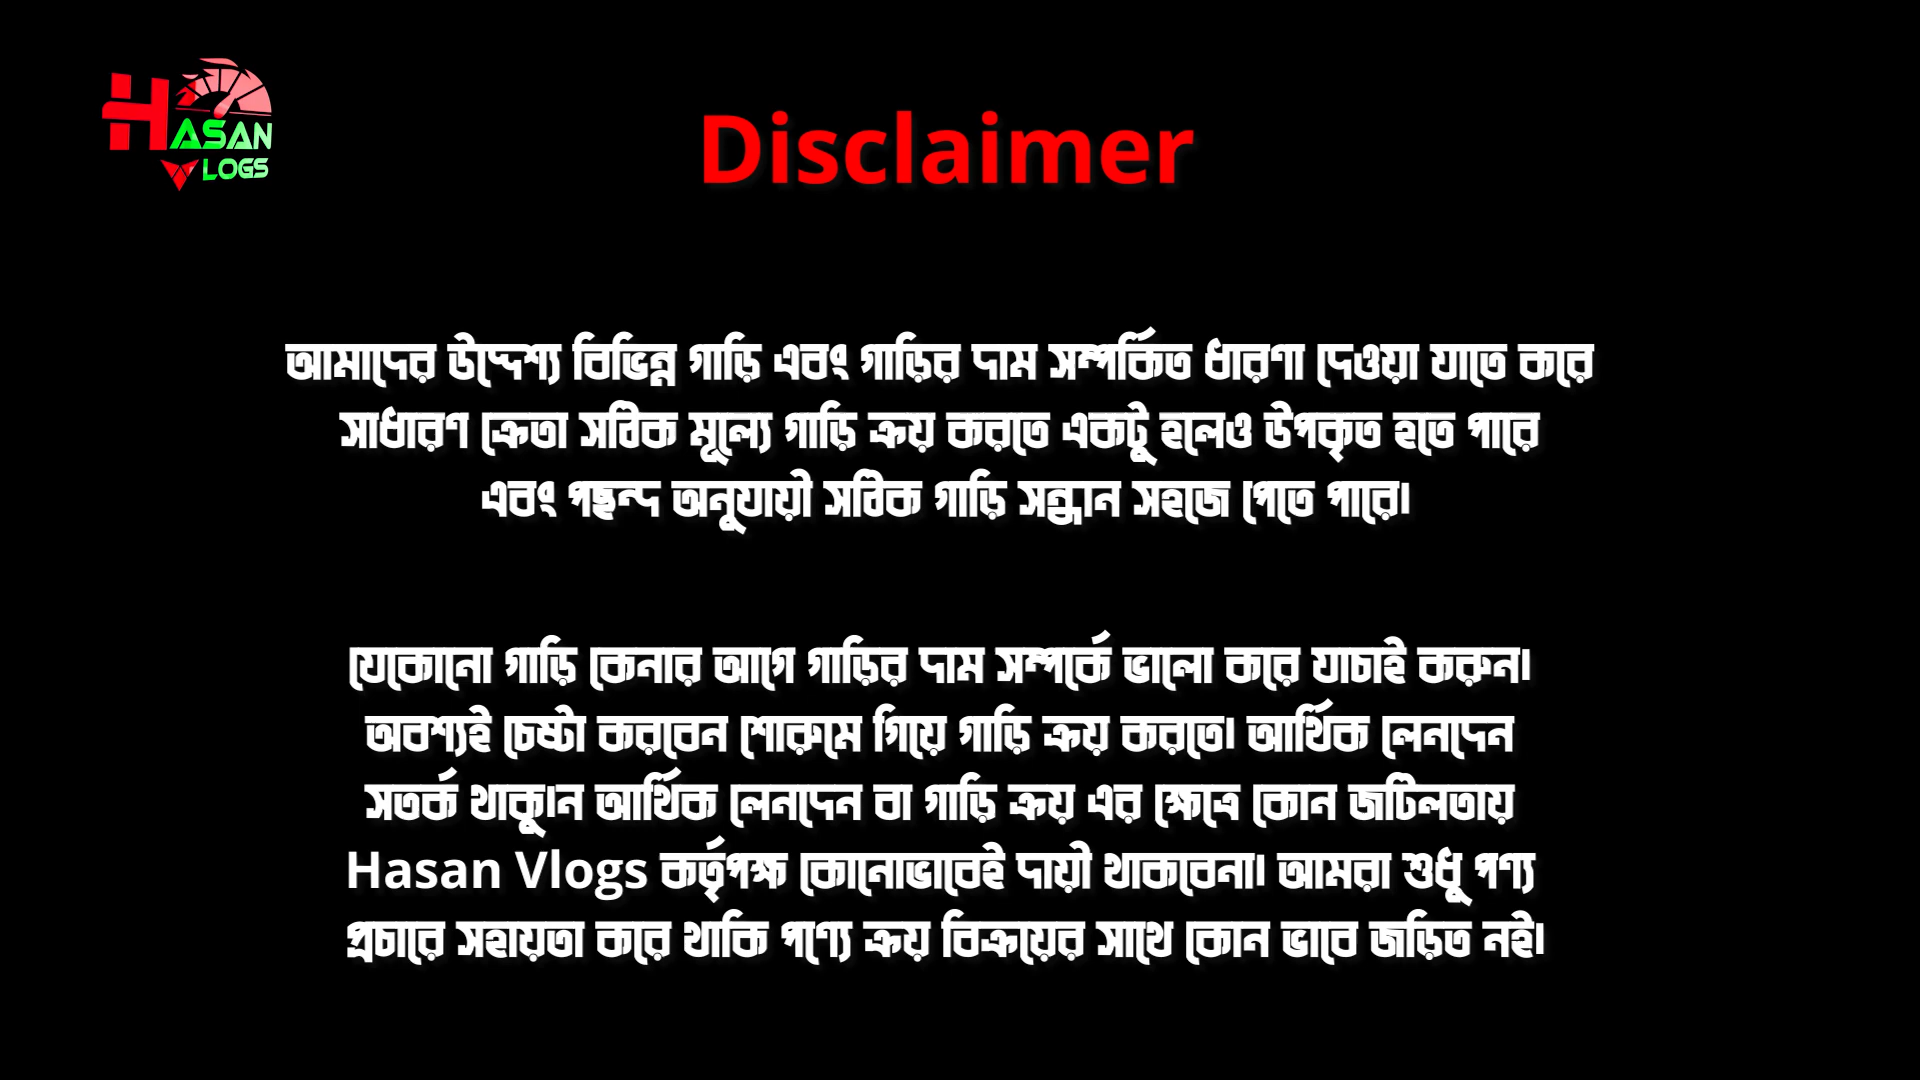 HASAN
VLOGS
Disclaimer
আমাদের উদ্দেশ্য বিভিন্ন গাড়ি এবং গাড়ির দাম সম্পর্কিত ধারণা দেওয়া যাতে করে
সাধারণ ক্রেতা সঠিক মূল্যে গাড়ি ক্রয় করতে একটু হলেও উপকৃত হতে পারে
এবং পছন্দ অনুযায়ী সঠিক গাড়ি সন্ধান সহজে পেতে পারে।
যেকোনো গাড়ি কেনার আগে গাড়ির দাম সম্পর্কে ভালো করে যাচাই করুন।
অবশ্যই চেষ্টা করবেন শোরুমে গিয়ে গাড়ি ক্রয় করতে। আর্থিক লেনদেন
সতর্ক থাকু।ন আর্থিক লেনদেন বা গাড়ি ক্রয় এর ক্ষেত্রে কোন জটিলতায়
Hasan Vlogs কর্তৃপক্ষ কোনোভাবেই দায়ী থাকবেনা। আমরা শুধু পণ্য
প্রচারে সহায়তা করে থাকি পণ্যে ক্রয় বিক্রয়ের সাথে কোন ভাবে জড়িত নই।